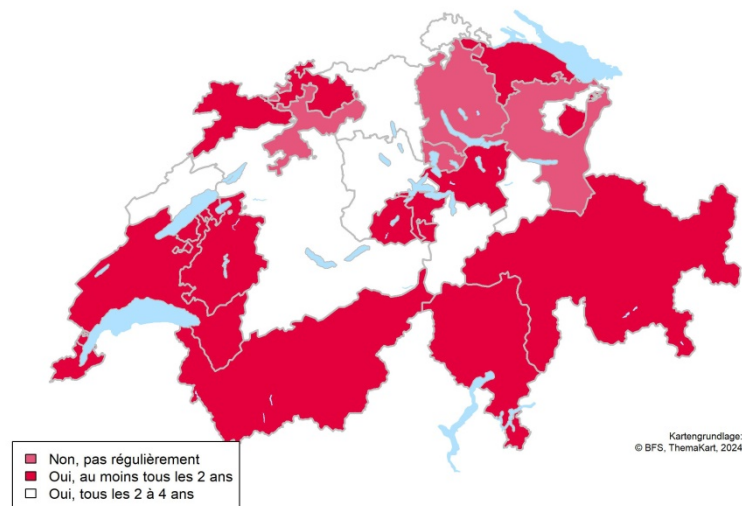 Kartengrundlage:
© BFS, ThemaKart, 2024
Non, pas régulièrement
Oui, au moins tous les 2 ans
Oui, tous les 2 à 4 ans